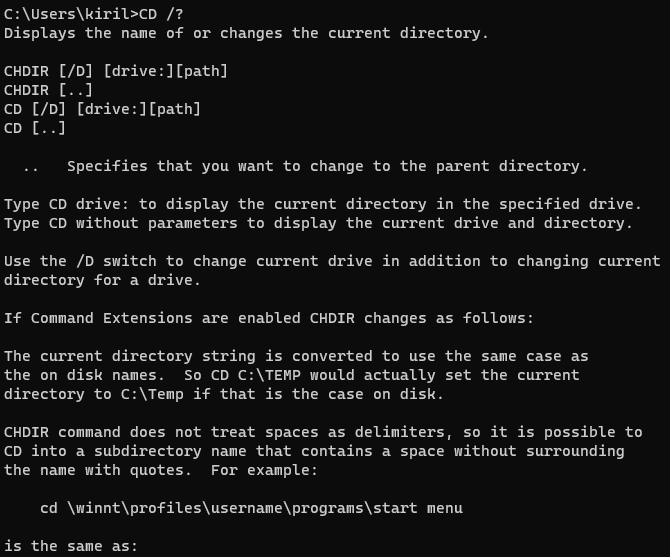 C:\Users\kiril>CD /?
Displays the name of or changes the current directory.
CHDIR [/D] [drive:][path]
CHDIR [..]
CD [/D] [drive:][path]
CD [..]
  ..   Specifies that you want to change to the parent directory.
Type CD drive: to display the current directory in the specified drive.
Type CD without parameters to display the current drive and directory.
Use the /D switch to change current drive in addition to changing current
directory for a drive.
If Command Extensions are enabled CHDIR changes as follows:
The current directory string is converted to use the same case as
the on disk names.  So CD C:\TEMP would actually set the current
directory to C:\Temp if that is the case on disk.
CHDIR command does not treat spaces as delimiters, so it is possible to
CD into a subdirectory name that contains a space without surrounding
the name with quotes.  For example:
    cd \winnt\profiles\username\programs\start menu
is the same as: